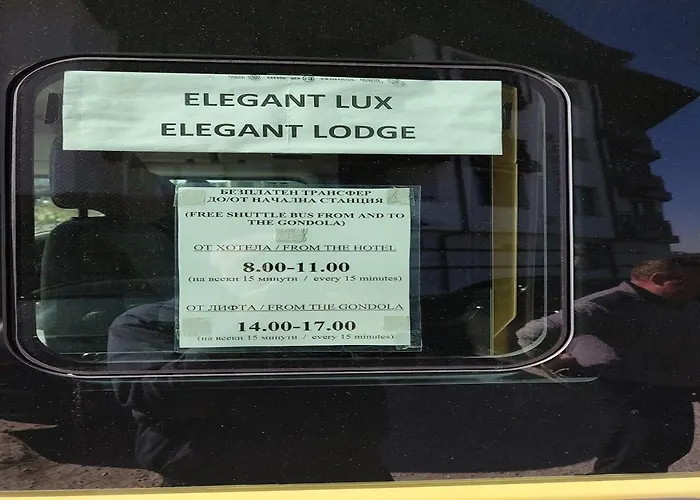 ELEGANT LUX
ELEGANT LODGE
БЕЗПЛАТЕН ТРАНСФЕР
ДО/ОТ НАЧАЛНА СТАНЦИЯ
(FREE SHUTTLE BUS FROM AND TO
THE GONDOLA)
ОТ ХОТЕЛА / FROM THE HOTEL
8.00-11.00
(на всеки 15 минути / every 15 minutes)
ОТ ЛИФТА / FROM THE GONDOLA
14.00-17.00
(на всеки 15 минути / every 15 minutes)